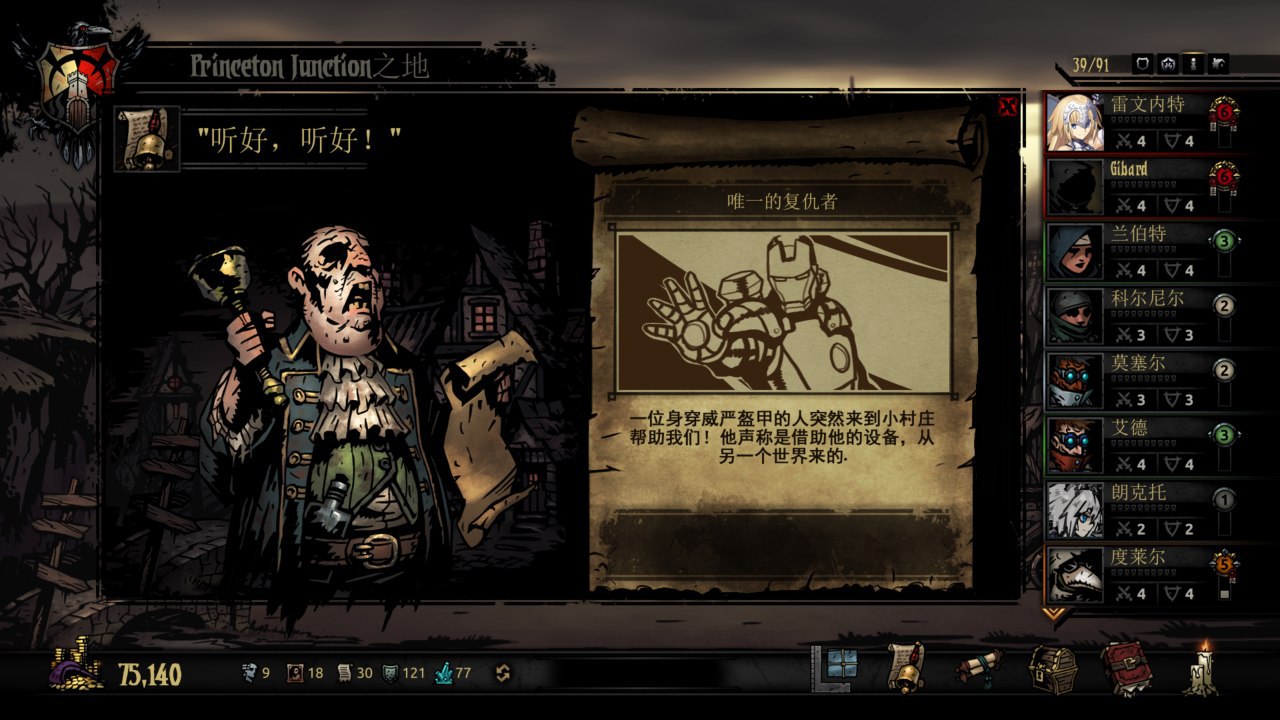 Princeton Junction之地
39/91
"听好，听好！"
唯一的复仇者
一位身穿威严盔甲的人突然来到小村庄
帮助我们！他声称是借助他的设备，从
另一个世界来的.
雷文内特
6
4 4
Gibard
6
4 4
兰伯特
3
4 4
科尔尼尔
2
3 3
莫塞尔
2
3 3
艾德
3
4 4
朗克托
1
2 2
度莱尔
5
4 4
75,140
9 18 30 121 77